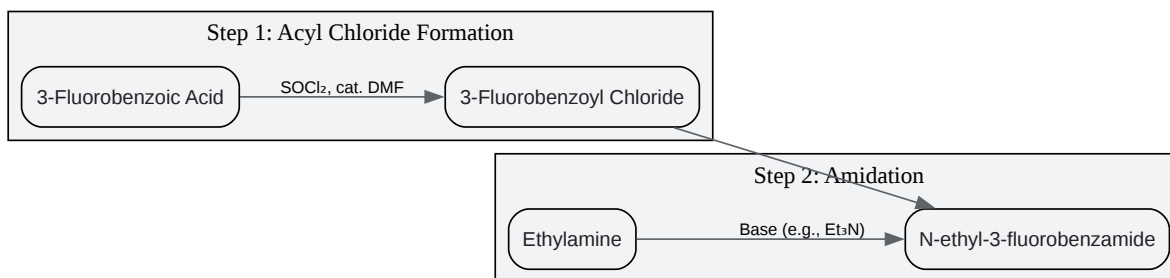 Step 1: Acyl Chloride Formation
3-Fluorobenzoic Acid
SOCl₂, cat. DMF
3-Fluorobenzoyl Chloride
Step 2: Amidation
Ethylamine
Base (e.g., Et₃N)
N-ethyl-3-fluorobenzamide